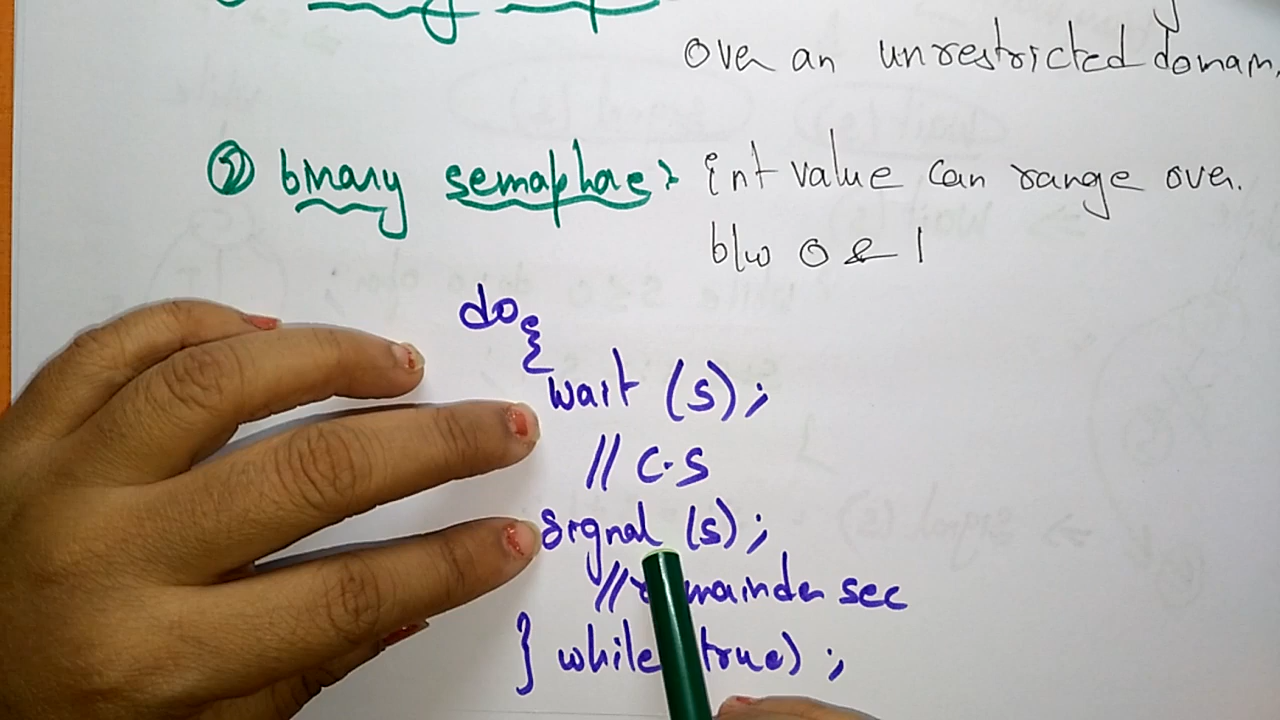 over an unrestricted domain.
② binary semaphae: int value can range over.
b/w 0 & 1
do {
wait (s);
// C.S
signal (s);
// remainder sec
} while (true);